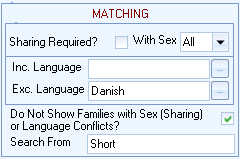 MATCHING
Sharing Required? With Sex All
Inc. Language ...
Exc. Language Danish ...
Do Not Show Families with Sex (Sharing)
or Language Conflicts?
Search From Short